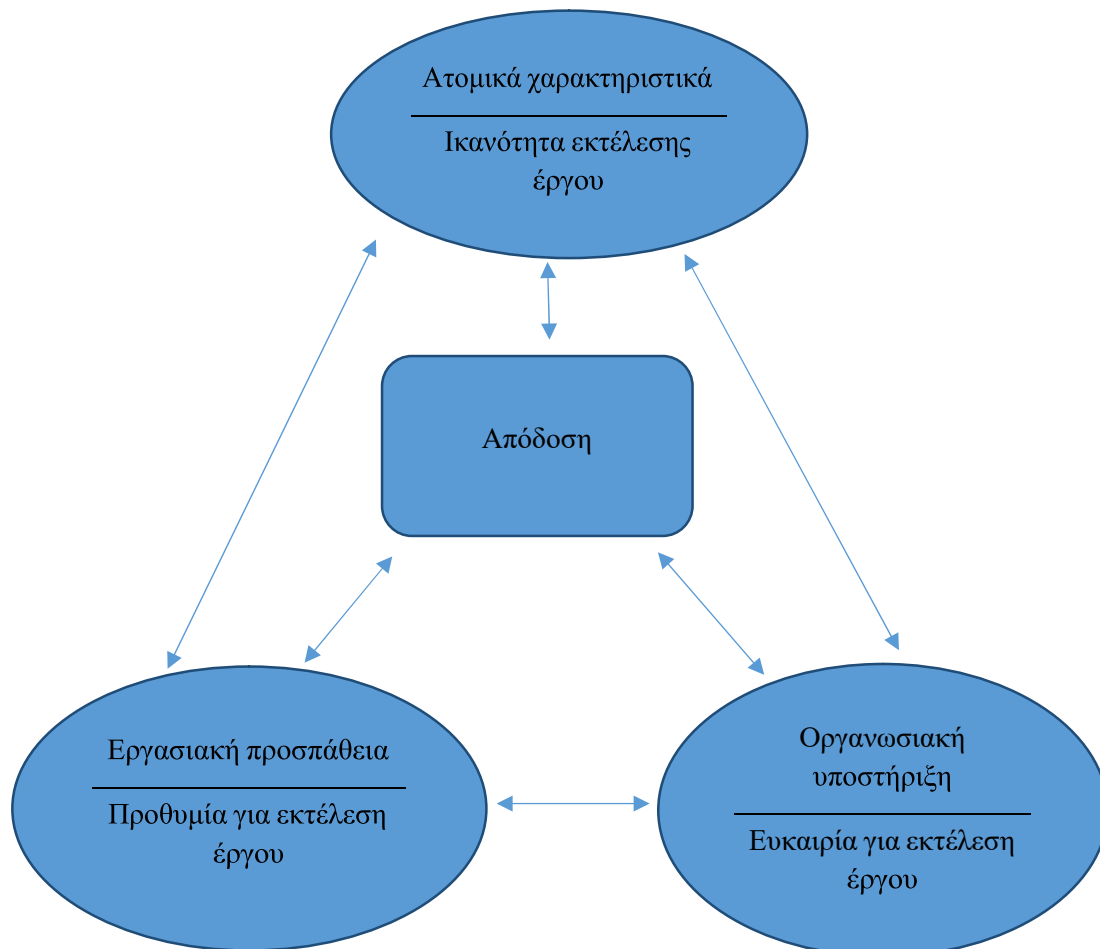 Ατομικά χαρακτηριστικά
Ικανότητα εκτέλεσης
έργου
Απόδοση
Εργασιακή προσπάθεια
Προθυμία για εκτέλεση
έργου
Οργανωσιακή
υποστήριξη
Ευκαιρία για εκτέλεση
έργου